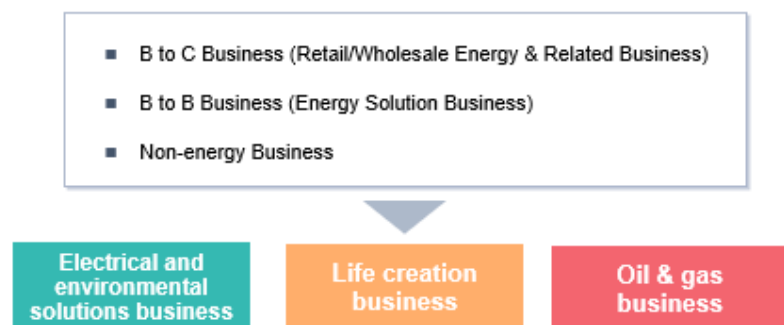 B to C Business (Retail/Wholesale Energy & Related Business)
B to B Business (Energy Solution Business)
Non-energy Business
Electrical and
environmental
solutions business
Life creation
business
Oil & gas
business